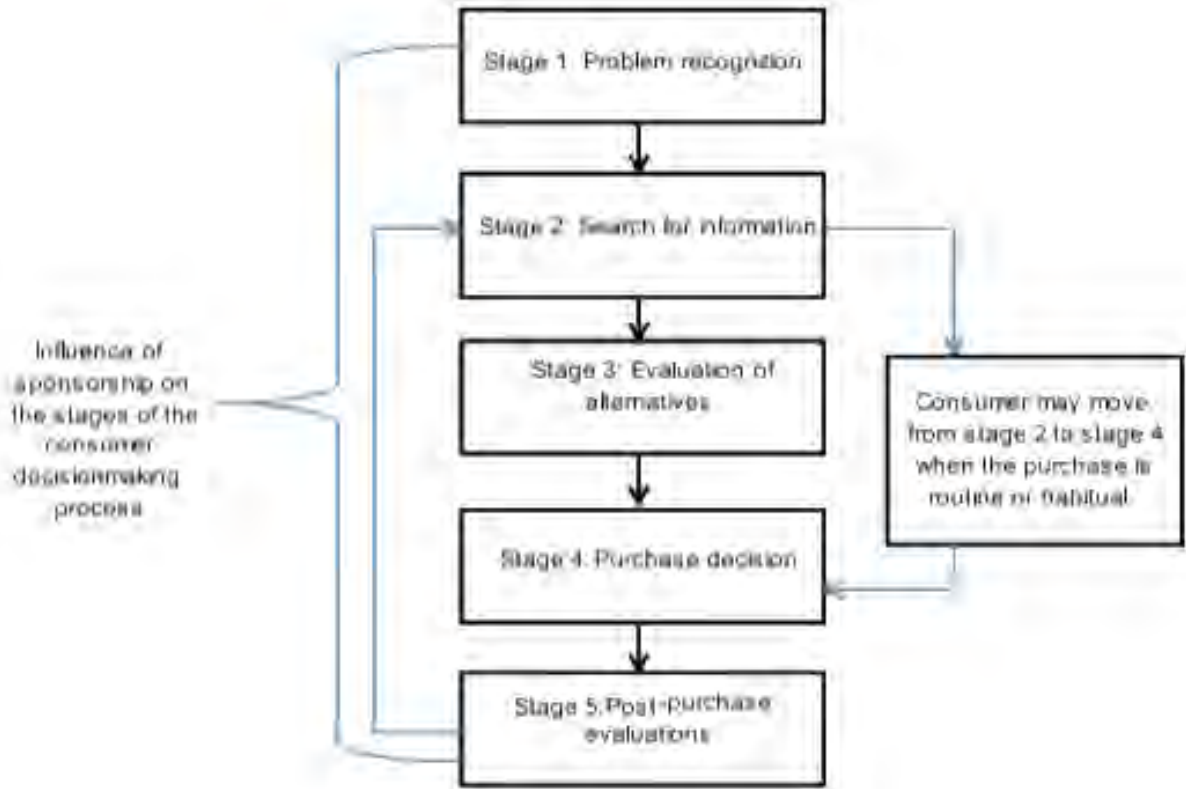 Stage 1: Problem recognition
Stage 2: Search for information
Stage 3: Evaluation of
alternatives
Stage 4: Purchase decision
Stage 5:Post-purchase
evaluations
Influence of
sponsorship on
the stages of the
consumer
decisionmaking
process
Consumer may move
from stage 2 to stage 4
when the purchase is
routine or habitual